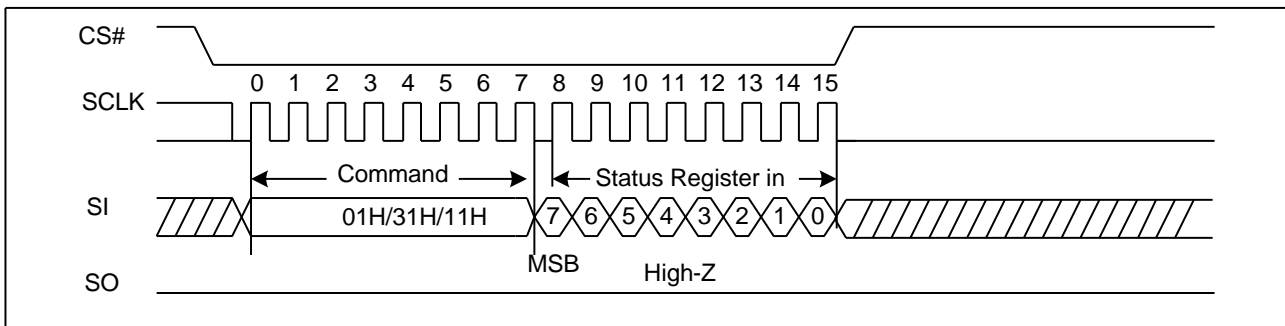 CS#
0 1 2 3 4 5 6 7 8 9 10 11 12 13 14 15
SCLK
Command Status Register in
SI 01H/31H/11H 7 6 5 4 3 2 1 0
MSB High-Z
SO